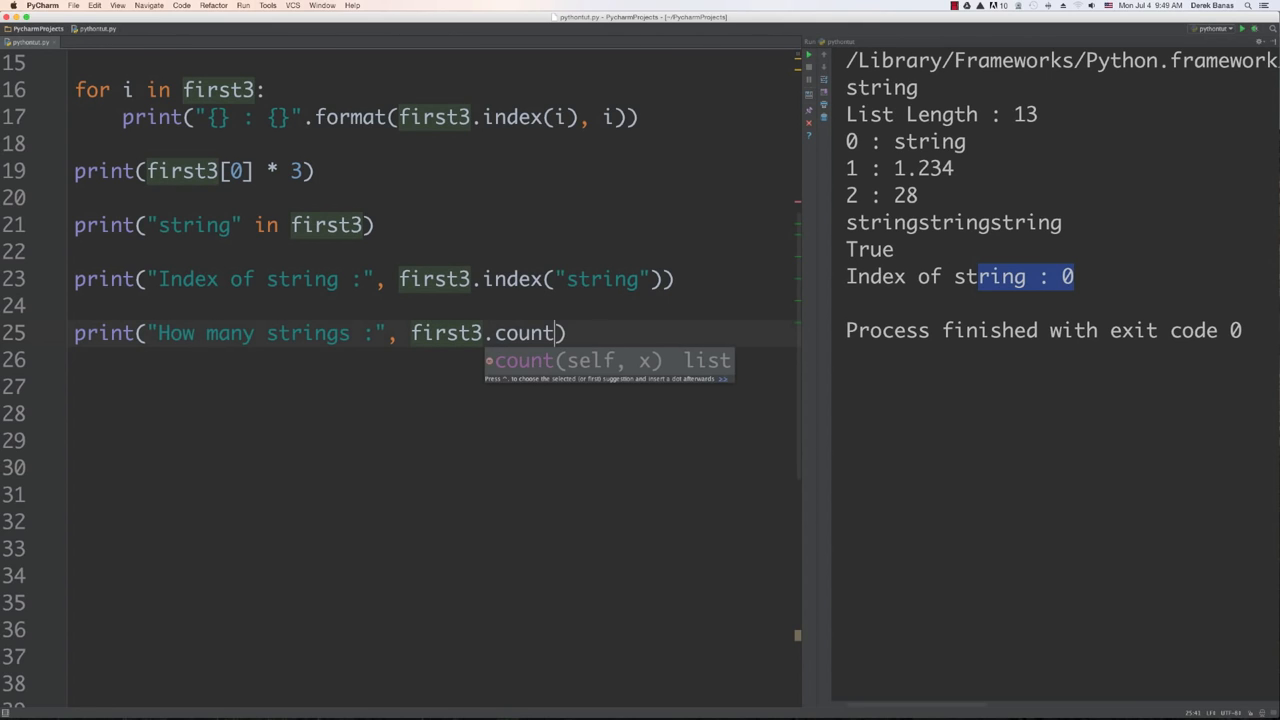 PyCharm File Edit View Navigate Code Refactor Run Tools VCS Window Help
10 Mon Jul 4 9:49 AM Derek Banas
pythontut.py - PycharmProjects - [~/PycharmProjects]
PycharmProjects pythontut.py pythontut
pythontut.py
Run pythontut
15
16 for i in first3:
17 print("{} : {}".format(first3.index(i), i))
18
19 print(first3[0] * 3)
20
21 print("string" in first3)
22
23 print("Index of string :", first3.index("string"))
24
25 print("How many strings :", first3.count)
count(self, x) list
Press ^. to choose the selected (or first) suggestion and insert a dot afterwards >>
26
27
28
29
30
31
32
33
34
35
36
37
38
/Library/Frameworks/Python.framework
string
List Length : 13
0 : string
1 : 1.234
2 : 28
stringstringstring
True
Index of string : 0
Process finished with exit code 0
25:41 LF÷ UTF-8÷